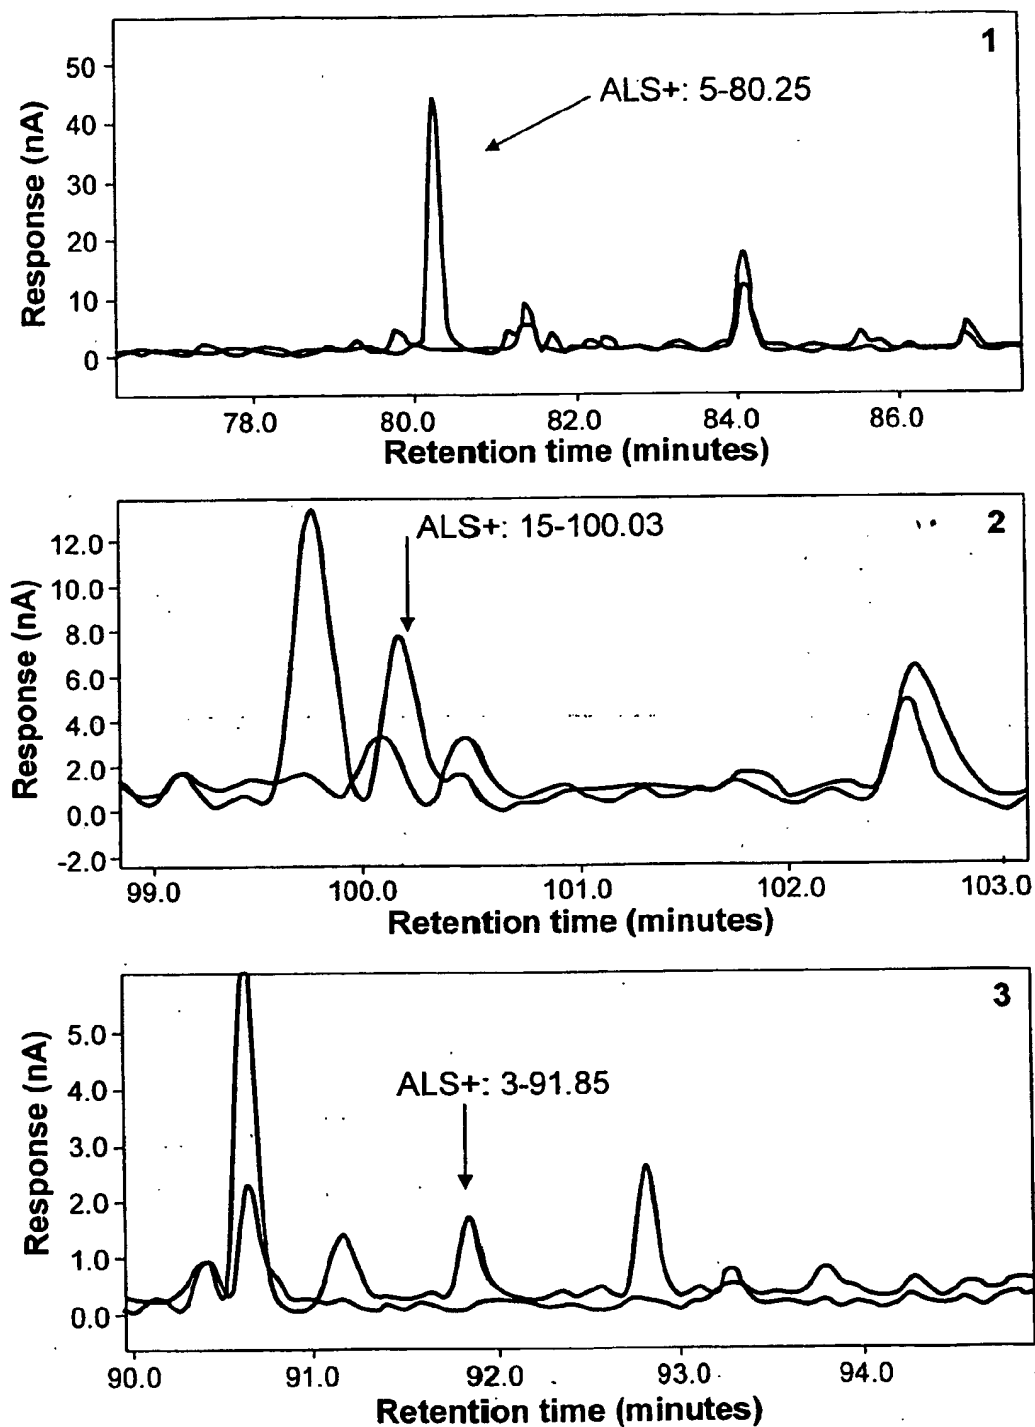 1
50
40
30
20
10
0
Response (nA)
ALS+: 5-80.25
78.0 80.0 82.0 84.0 86.0
Retention time (minutes)
2
12.0
10.0
8.0
6.0
4.0
2.0
0.0
-2.0
Response (nA)
ALS+: 15-100.03
99.0 100.0 101.0 102.0 103.0
Retention time (minutes)
3
5.0
4.0
3.0
2.0
1.0
0.0
Response (nA)
ALS+: 3-91.85
90.0 91.0 92.0 93.0 94.0
Retention time (minutes)